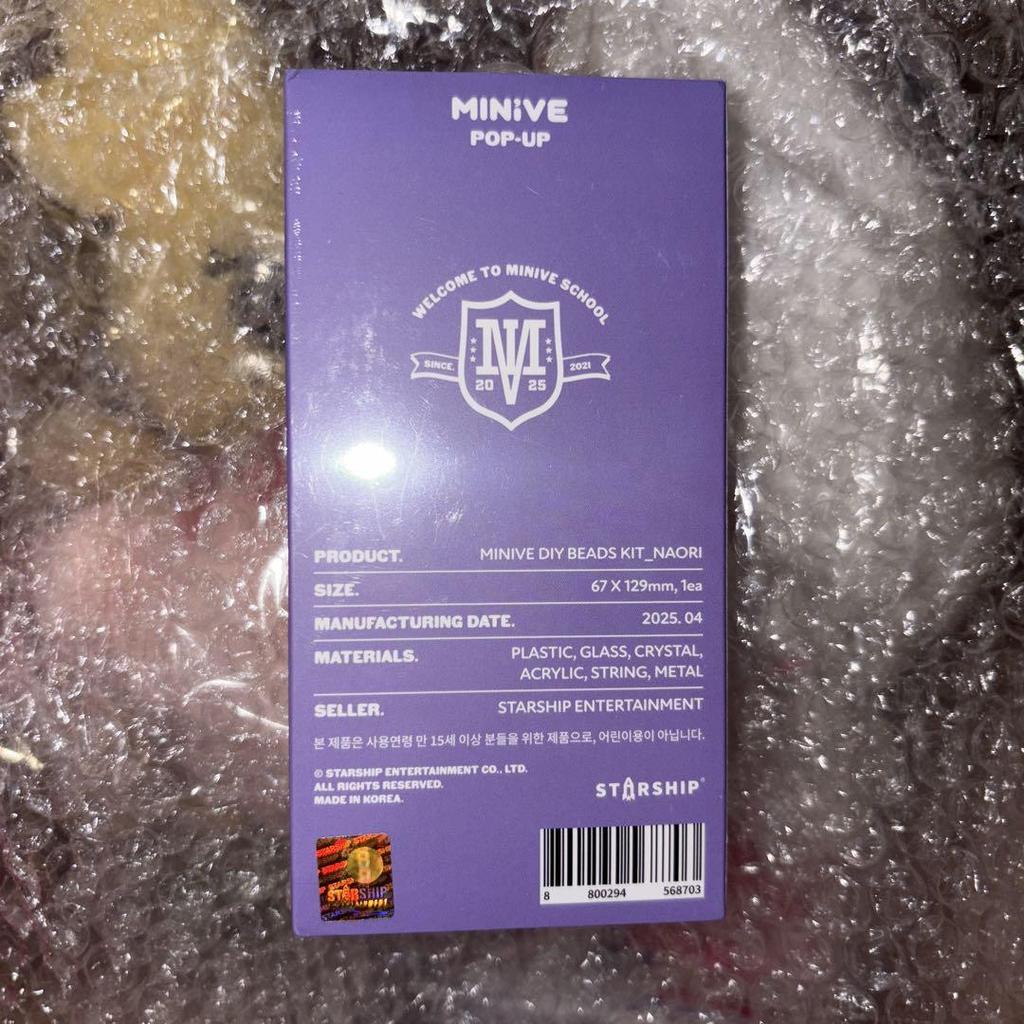 MINiVE
POP-UP
WELCOME TO MINIVE SCHOOL
SINCE. MV 2021
20 25
PRODUCT. MINIVE DIY BEADS KIT_NAORI
SIZE. 67 X 129mm, 1ea
MANUFACTURING DATE. 2025. 04
MATERIALS. PLASTIC, GLASS, CRYSTAL,
ACRYLIC, STRING, METAL
SELLER. STARSHIP ENTERTAINMENT
본 제품은 사용연령 만 15세 이상 분들을 위한 제품으로, 어린이용이 아닙니다.
© STARSHIP ENTERTAINMENT CO., LTD.
ALL RIGHTS RESERVED.
MADE IN KOREA.
STARSHIP®
STARSHIP
8 800294 568703